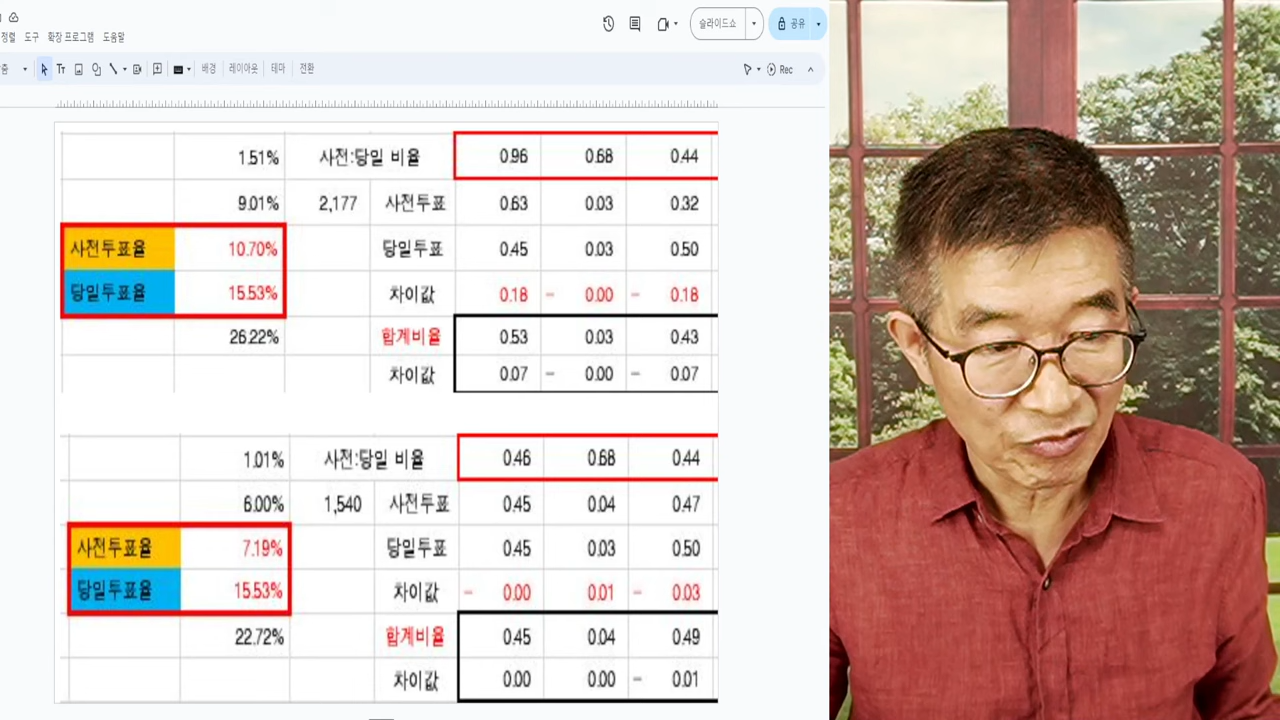 정렬 도구 확장 프로그램 도움말
슬라이드쇼
공유
배경 레이아웃 테마 전환
Rec
1.51% 사전:당일 비율 0.96 0.68 0.44
9.01% 2,177 사전투표 0.63 0.03 0.32
사전투표율 10.70% 당일투표 0.45 0.03 0.50
당일투표율 15.53% 차이값 0.18 - 0.00 - 0.18
26.22% 합계비율 0.53 0.03 0.43
차이값 0.07 - 0.00 - 0.07
1.01% 사전:당일 비율 0.46 0.68 0.44
6.00% 1,540 사전투표 0.45 0.04 0.47
사전투표율 7.19% 당일투표 0.45 0.03 0.50
당일투표율 15.53% 차이값 - 0.00 0.01 - 0.03
22.72% 합계비율 0.45 0.04 0.49
차이값 0.00 0.00 - 0.01